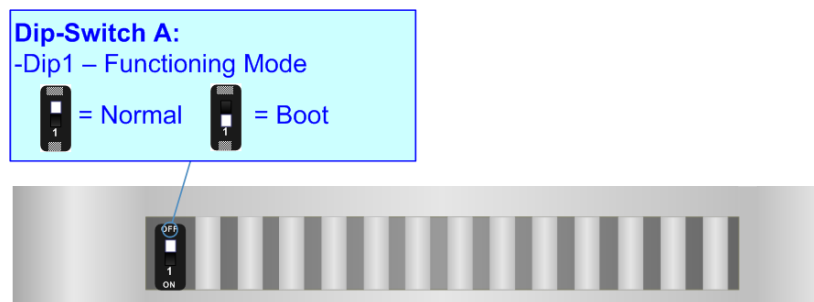 Dip-Switch A:
-Dip1 – Functioning Mode
1 = Normal 1 = Boot
OFF
1
ON